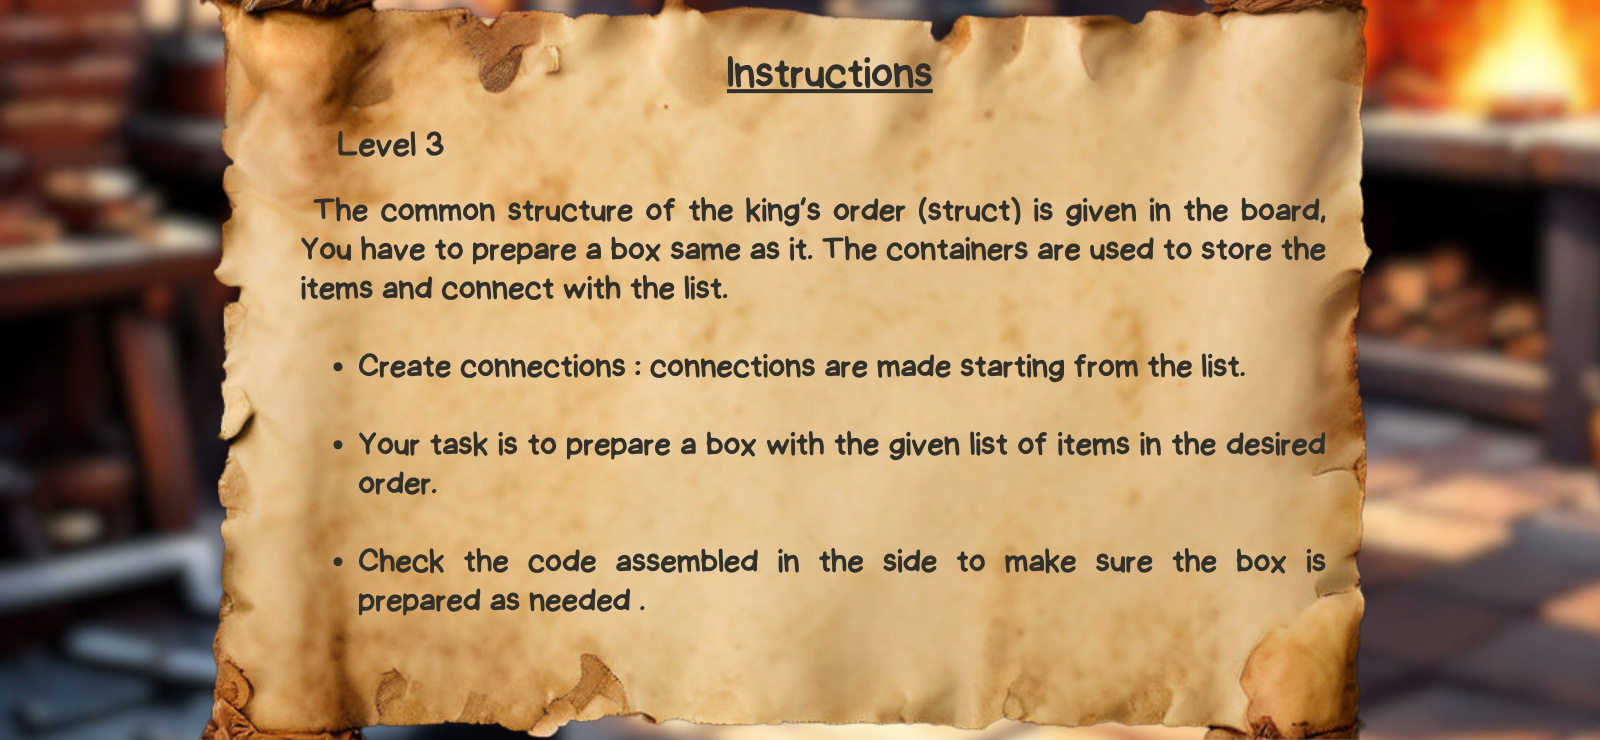 Instructions
Level 3
The common structure of the king's order (struct) is given in the board,
You have to prepare a box same as it. The containers are used to store the
items and connect with the list.
• Create connections : connections are made starting from the list.
• Your task is to prepare a box with the given list of items in the desired
order.
• Check the code assembled in the side to make sure the box is
prepared as needed .